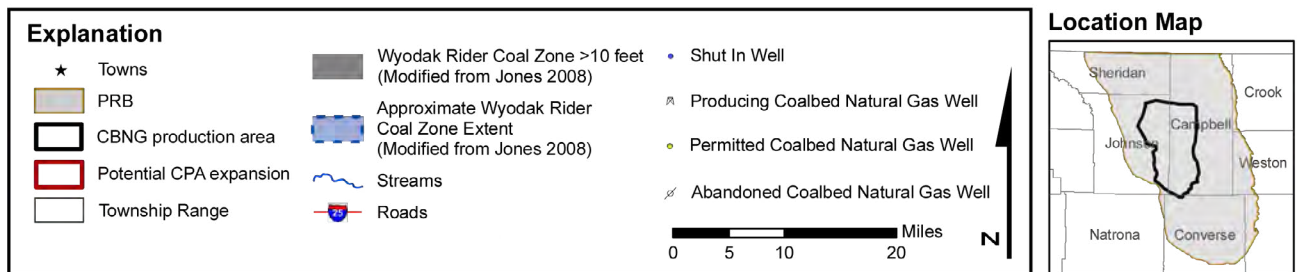 Explanation
Towns
PRB
CBNG production area
Potential CPA expansion
Township Range
Wyodak Rider Coal Zone >10 feet
(Modified from Jones 2008)
Approximate Wyodak Rider
Coal Zone Extent
(Modified from Jones 2008)
Streams
25
Roads
Shut In Well
Producing Coalbed Natural Gas Well
Permitted Coalbed Natural Gas Well
Abandoned Coalbed Natural Gas Well
Miles
0 5 10 20
N
Location Map
Sheridan
Crook
Campbell
Johnson
Weston
Natrona
Converse